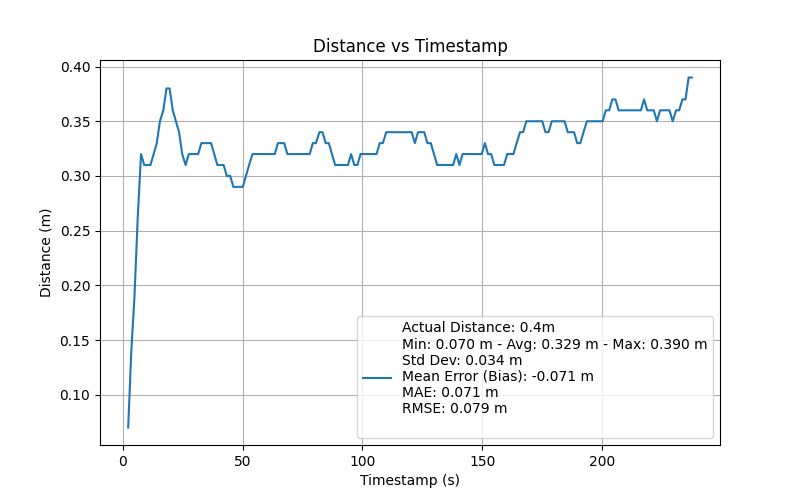 Distance vs Timestamp
Distance (m)
0.40
0.35
0.30
0.25
0.20
0.15
0.10
Actual Distance: 0.4m
Min: 0.070 m - Avg: 0.329 m - Max: 0.390 m
Std Dev: 0.034 m
Mean Error (Bias): -0.071 m
MAE: 0.071 m
RMSE: 0.079 m
0 50 100 150 200
Timestamp (s)